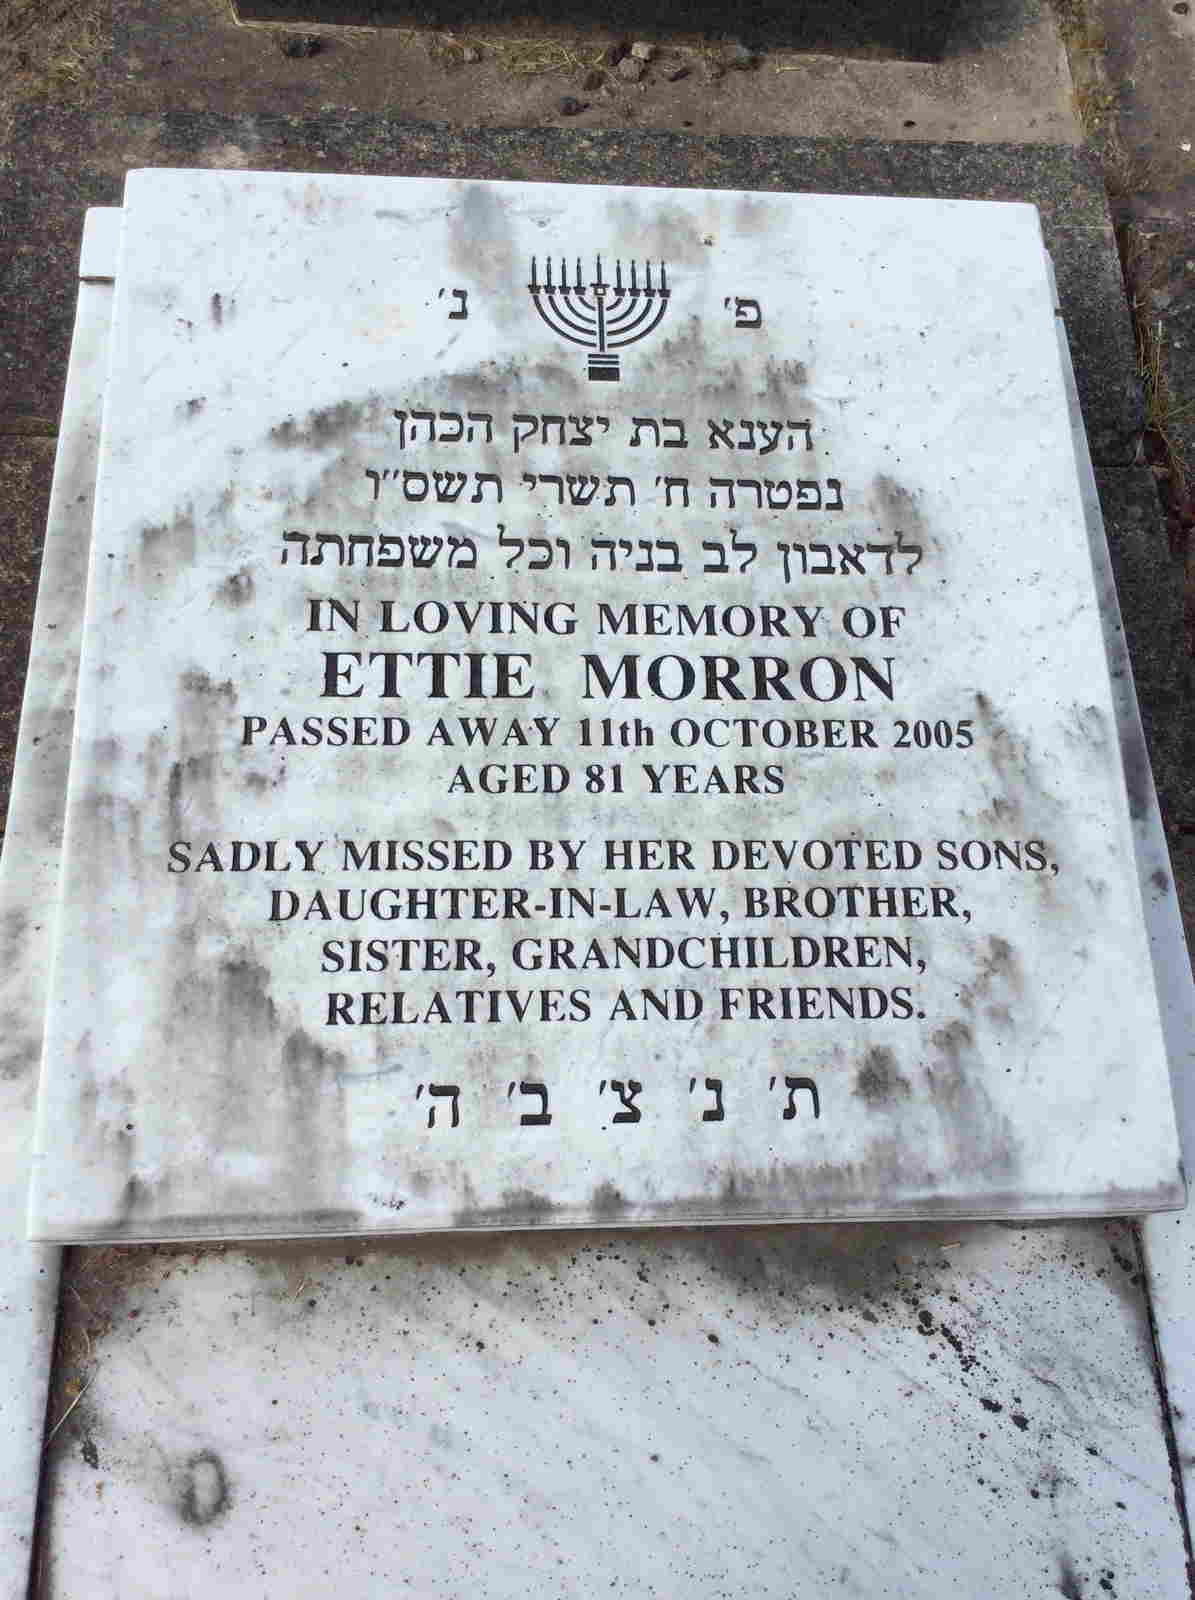 פ' נ'
הענא בת יצחק הכהן
נפטרה ח' תשרי תשס"ו
לדאבון לב בניה וכל משפחתה
IN LOVING MEMORY OF
ETTIE MORRON
PASSED AWAY 11th OCTOBER 2005
AGED 81 YEARS
SADLY MISSED BY HER DEVOTED SONS,
DAUGHTER-IN-LAW, BROTHER,
SISTER, GRANDCHILDREN,
RELATIVES AND FRIENDS.
ת' נ' צ' ב' ה'